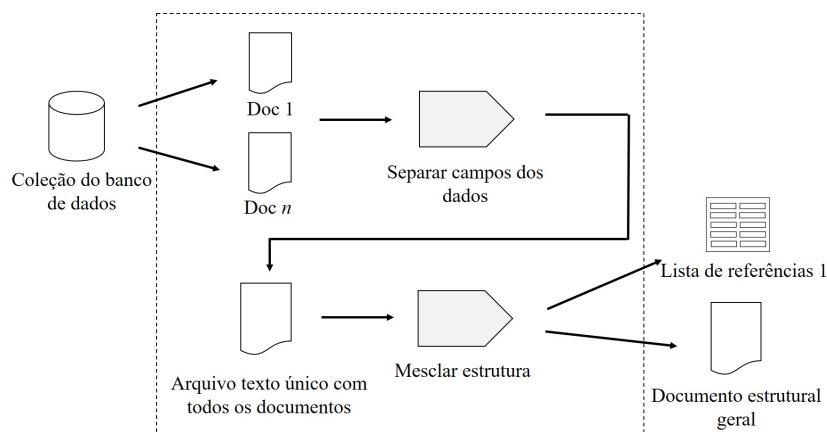 Doc 1
Coleção do banco
de dados
Doc n
Separar campos dos
dados
Lista de referências 1
Arquivo texto único com
todos os documentos
Mesclar estrutura
Documento estrutural
geral